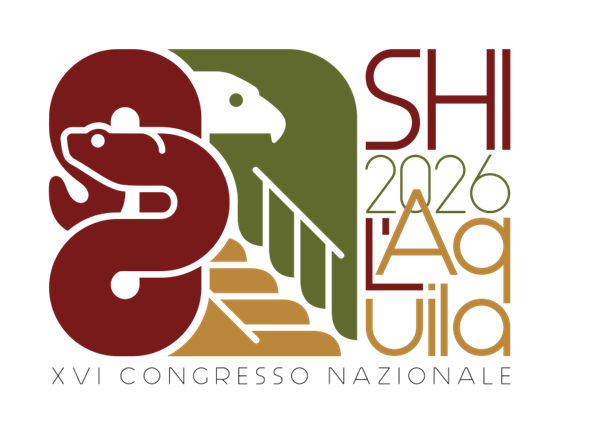 SHI
2026
L'Aq
uila
XVI CONGRESSO NAZIONALE